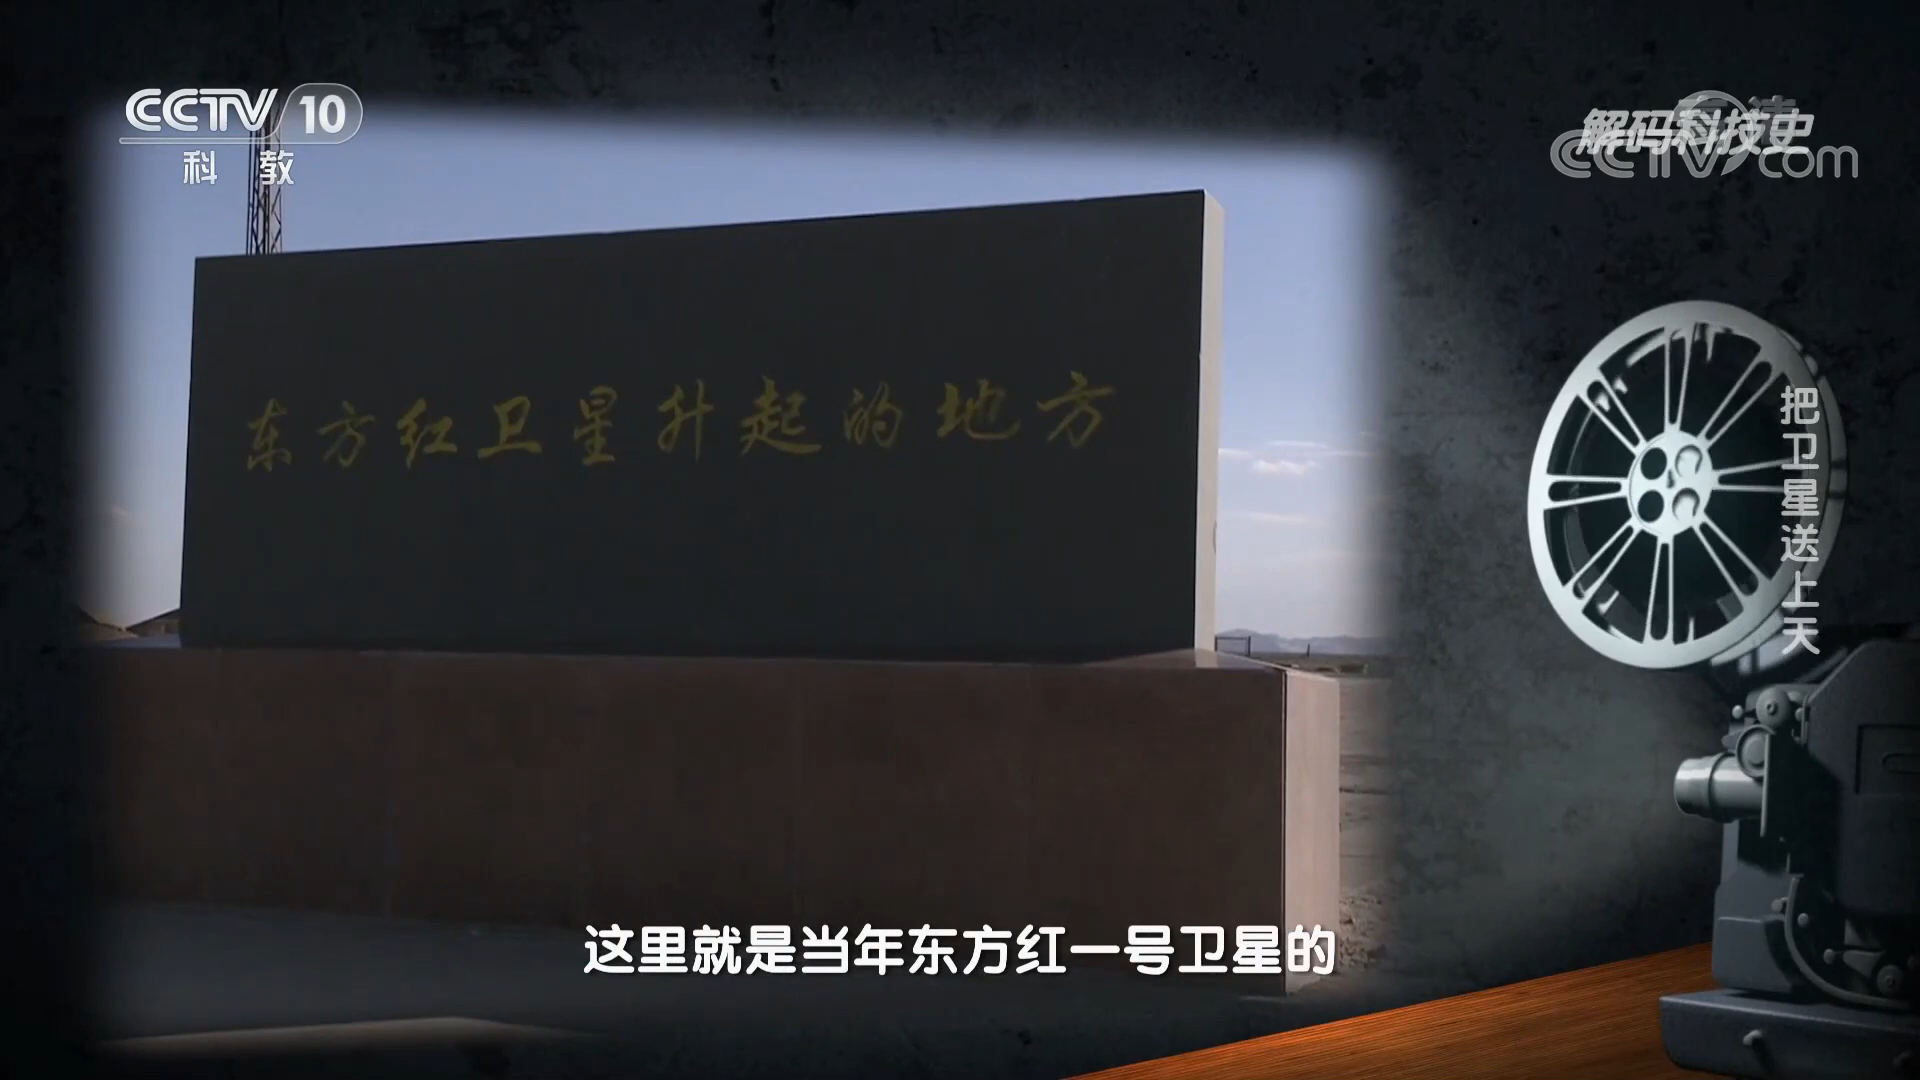 CCTV 10
科教
解码科技史
CCTV.com
东方红卫星升起的地方
把卫星送上天
这里就是当年东方红一号卫星的